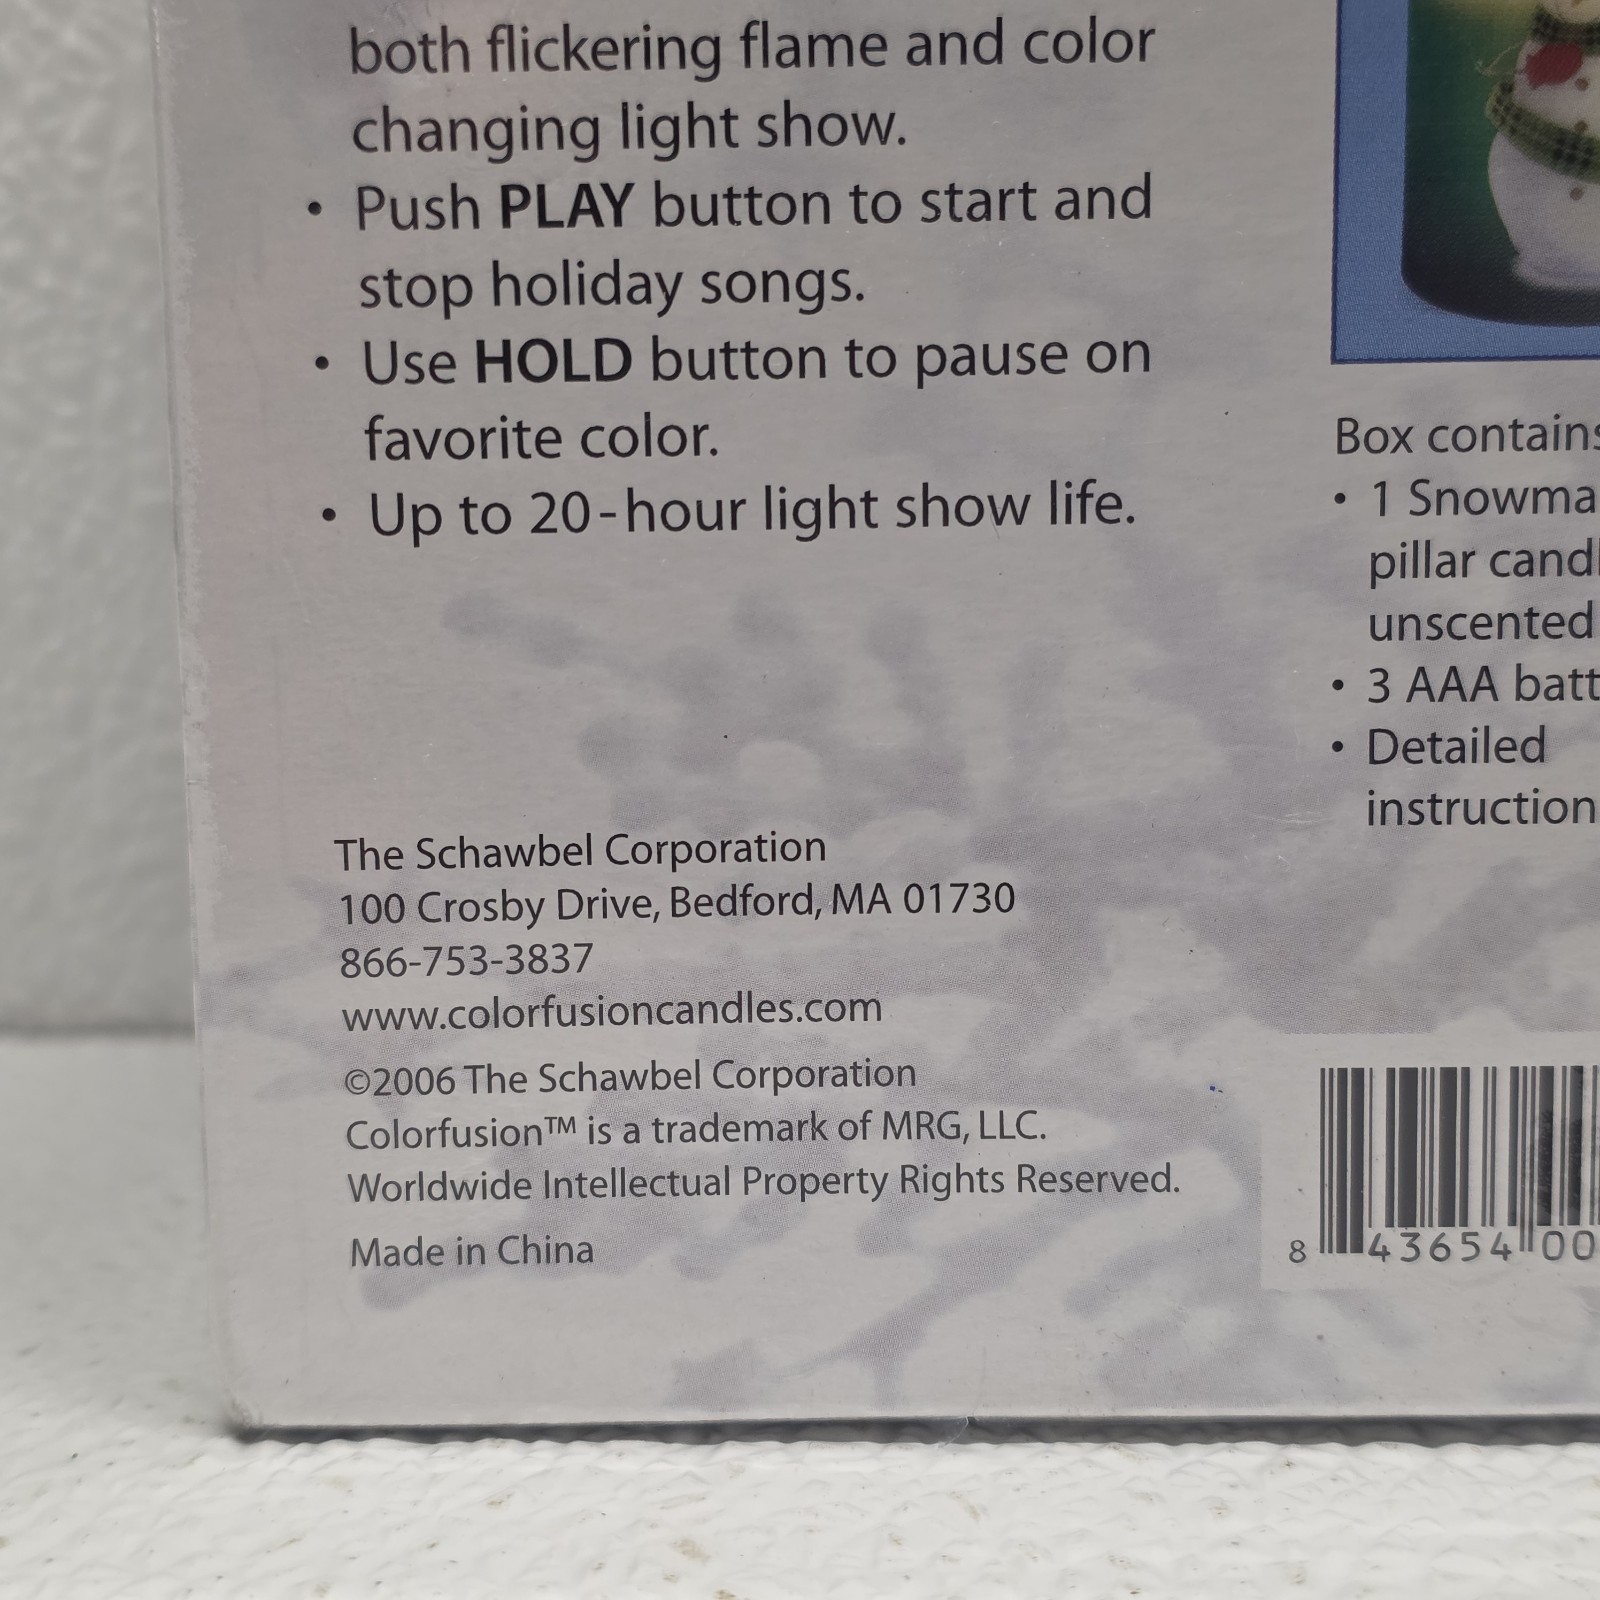 both flickering flame and color
changing light show.
• Push PLAY button to start and
stop holiday songs.
• Use HOLD button to pause on
favorite color.
• Up to 20-hour light show life.
The Schawbel Corporation
100 Crosby Drive, Bedford, MA 01730
866-753-3837
www.colorfusioncandles.com
©2006 The Schawbel Corporation
Colorfusion™ is a trademark of MRG, LLC.
Worldwide Intellectual Property Rights Reserved.
Made in China
Box contains
• 1 Snowma
pillar candl
unscented
• 3 AAA batt
• Detailed
instruction
8 43654 00